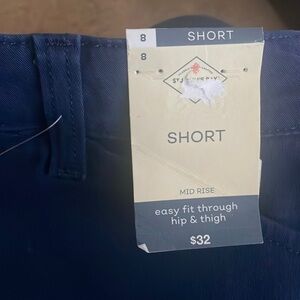 8 SHORT
8
SHORT
MID RISE
easy fit through
hip & thigh
$32